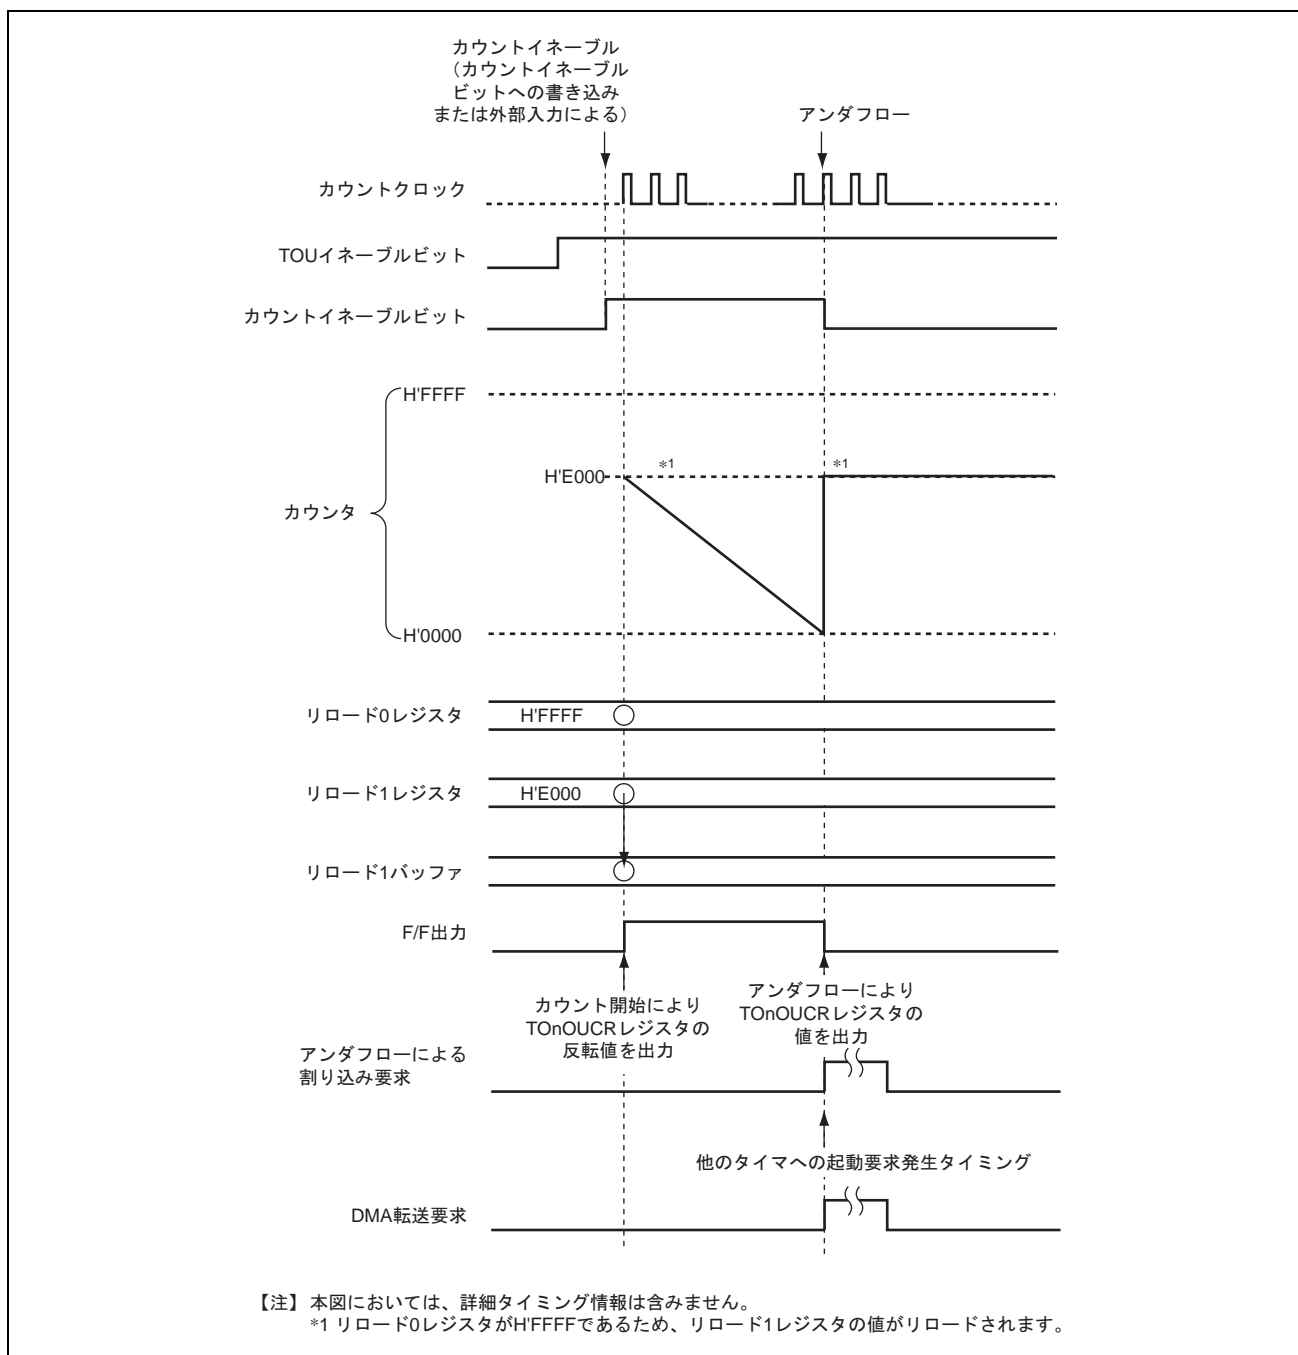 カウントイネーブル
（カウントイネーブル
ビットへの書き込み
または外部入力による）
アンダフロー
カウントクロック
TOUイネーブルビット
カウントイネーブルビット
H'FFFF
*1
*1
H'E000
カウンタ
H'0000
リロード0レジスタ
H'FFFF
リロード1レジスタ
H'E000
リロード1バッファ
F/F出力
カウント開始により
TOnOUCRレジスタの
反転値を出力
アンダフローにより
TOnOUCRレジスタの
値を出力
アンダフローによる
割り込み要求
他のタイマへの起動要求発生タイミング
DMA転送要求
【注】 本図においては、詳細タイミング情報は含みません。
*1 リロード0レジスタがH'FFFFであるため、リロード1レジスタの値がリロードされます。